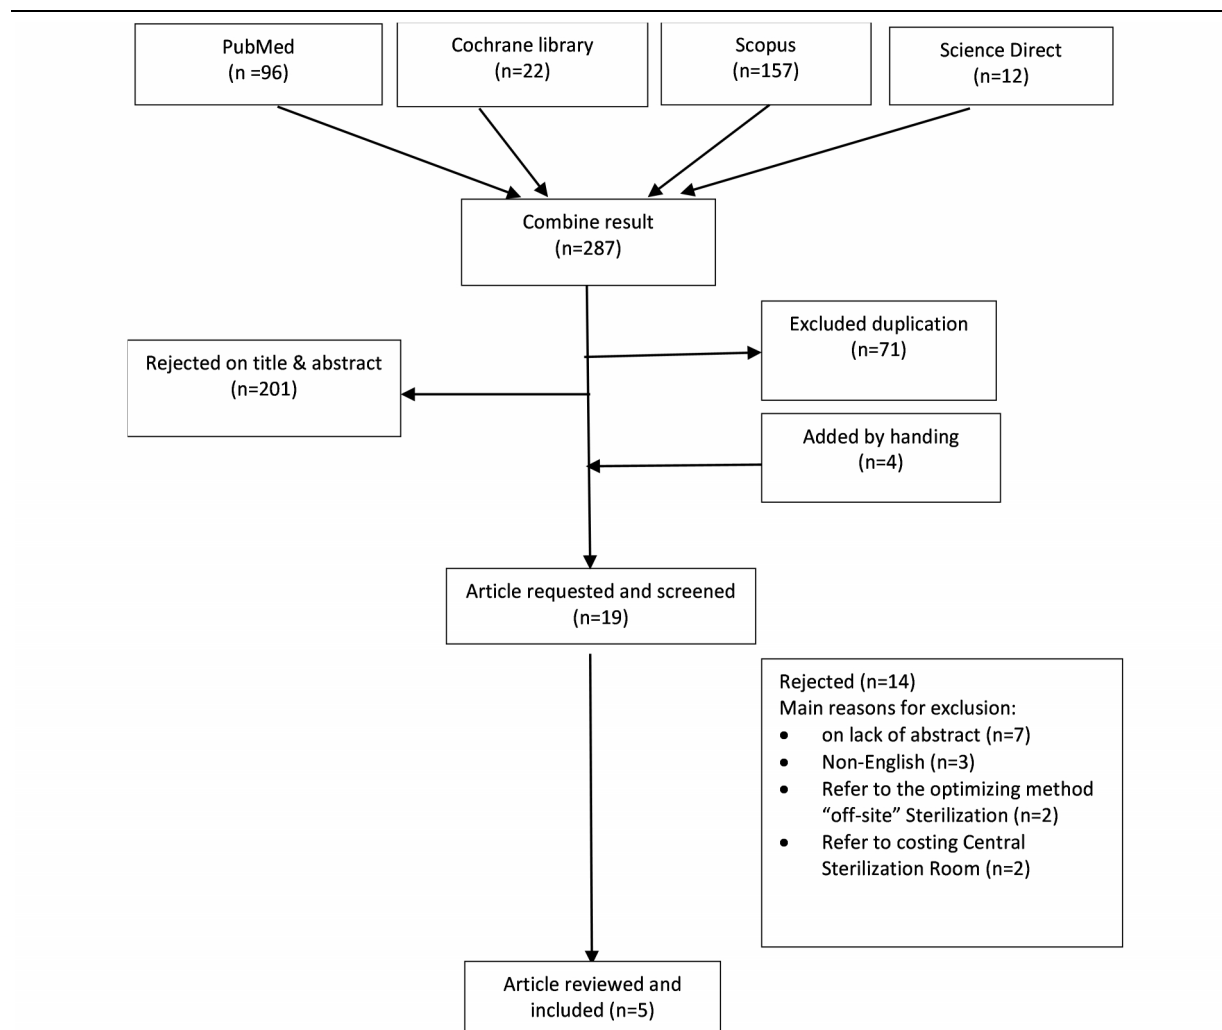 PubMed
(n =96)
Cochrane library
(n=22)
Scopus
(n=157)
Science Direct
(n=12)
Combine result
(n=287)
Excluded duplication
(n=71)
Rejected on title & abstract
(n=201)
Added by handing
(n=4)
Article requested and screened
(n=19)
Rejected (n=14)
Main reasons for exclusion:
• on lack of abstract (n=7)
• Non-English (n=3)
• Refer to the optimizing method
“off-site” Sterilization (n=2)
• Refer to costing Central
Sterilization Room (n=2)
Article reviewed and
included (n=5)